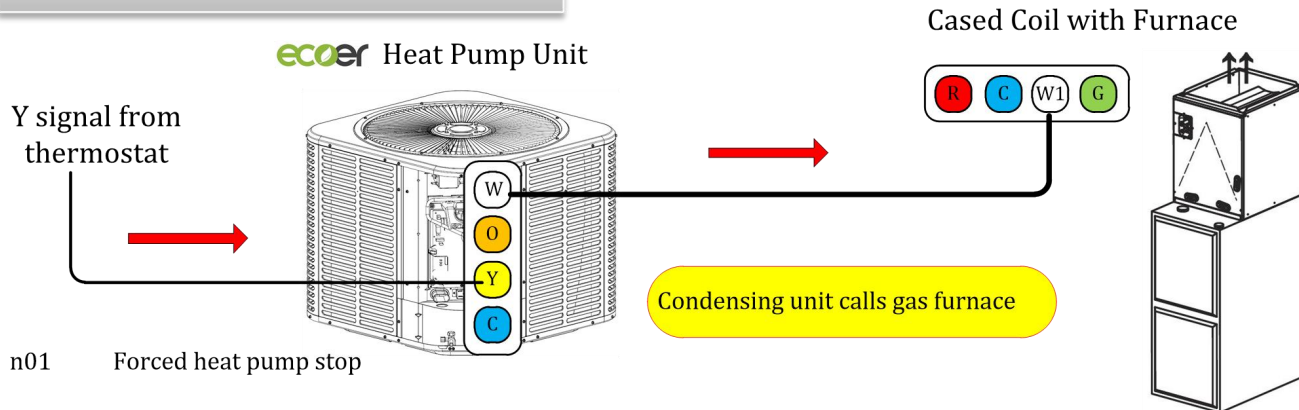 Cased Coil with Furnace
ecoer Heat Pump Unit
R C W1 G
Y signal from
thermostat
W
O
Y
C
Condensing unit calls gas furnace
n01 Forced heat pump stop